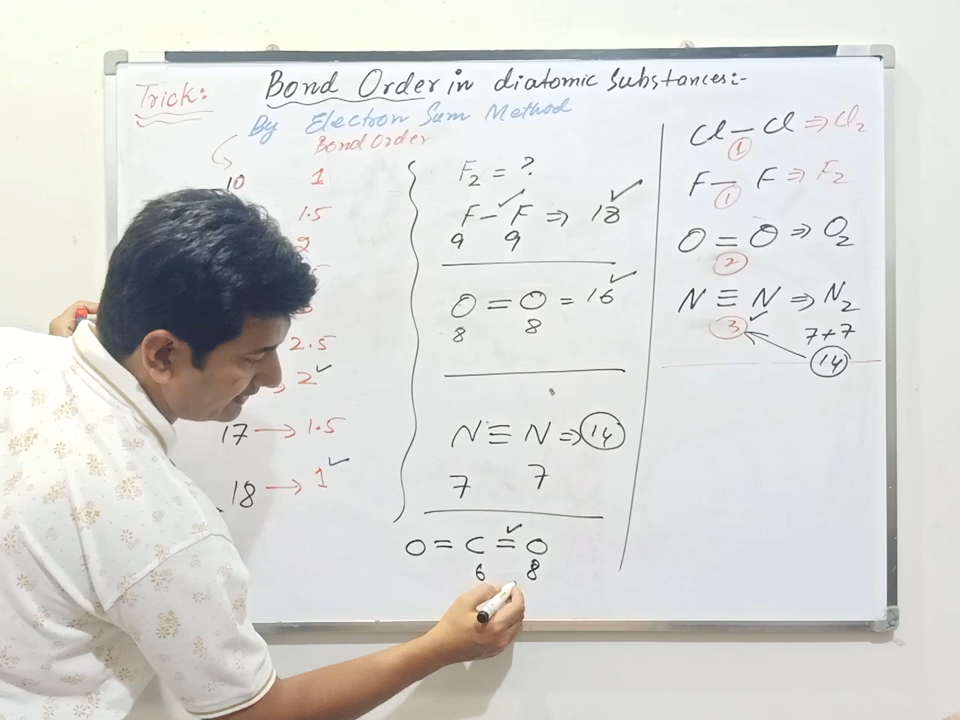 Trick:
Bond Order in diatomic substances:-
By Electron Sum Method
Bond Order
10 1
1.5
2
2.5
2
17 → 1.5
18 → 1
F2 = ?
F – F ⇒ 18
9 9
O = O = 16
8 8
N ≡ N ⇒ 14
7 7
O = C = O
6 8
Cl – Cl ⇒ Cl2
1
F – F ⇒ F2
1
O = O ⇒ O2
2
N ≡ N ⇒ N2
3 7+7
14